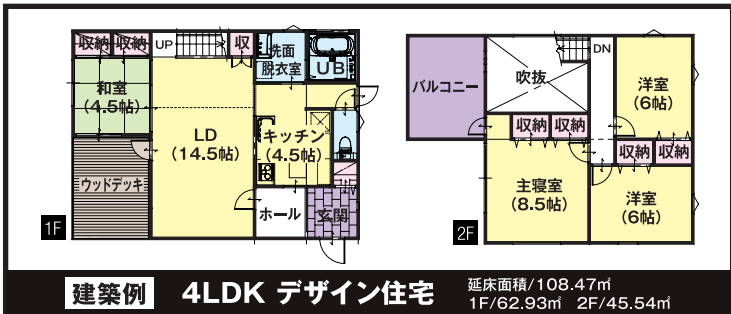 収納
収納
UP
収
洗面
脱衣室
UB
和室
(4.5帖)
LD
(14.5帖)
キッチン
(4.5帖)
ウッドデッキ
ホール
玄関
1F
バルコニー
吹抜
DN
洋室
(6帖)
収納
収納
収納
収納
主寝室
(8.5帖)
洋室
(6帖)
2F
建築例
4LDK デザイン住宅
延床面積/108.47㎡
1F/62.93㎡ 2F/45.54㎡